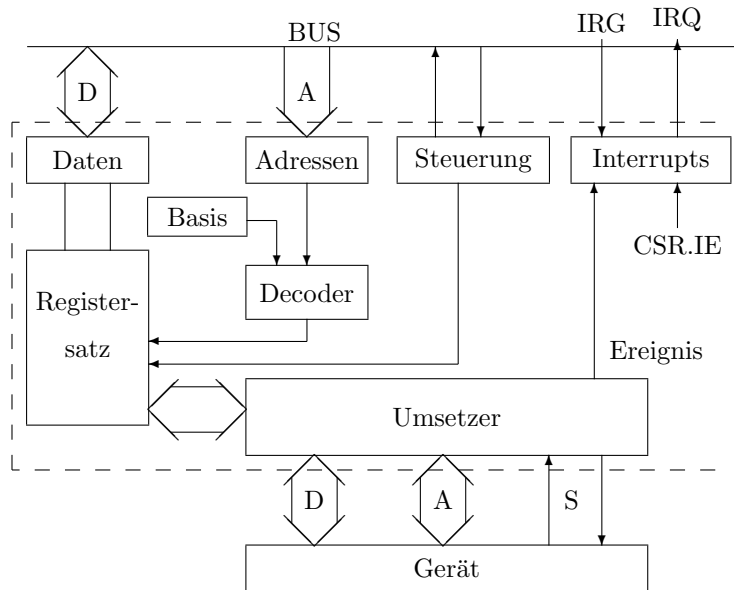 BUS
IRG
IRQ
D
A
Daten
Adressen
Steuerung
Interrupts
Basis
CSR.IE
Decoder
Register-
satz
Ereignis
Umsetzer
D
A
S
Gerät